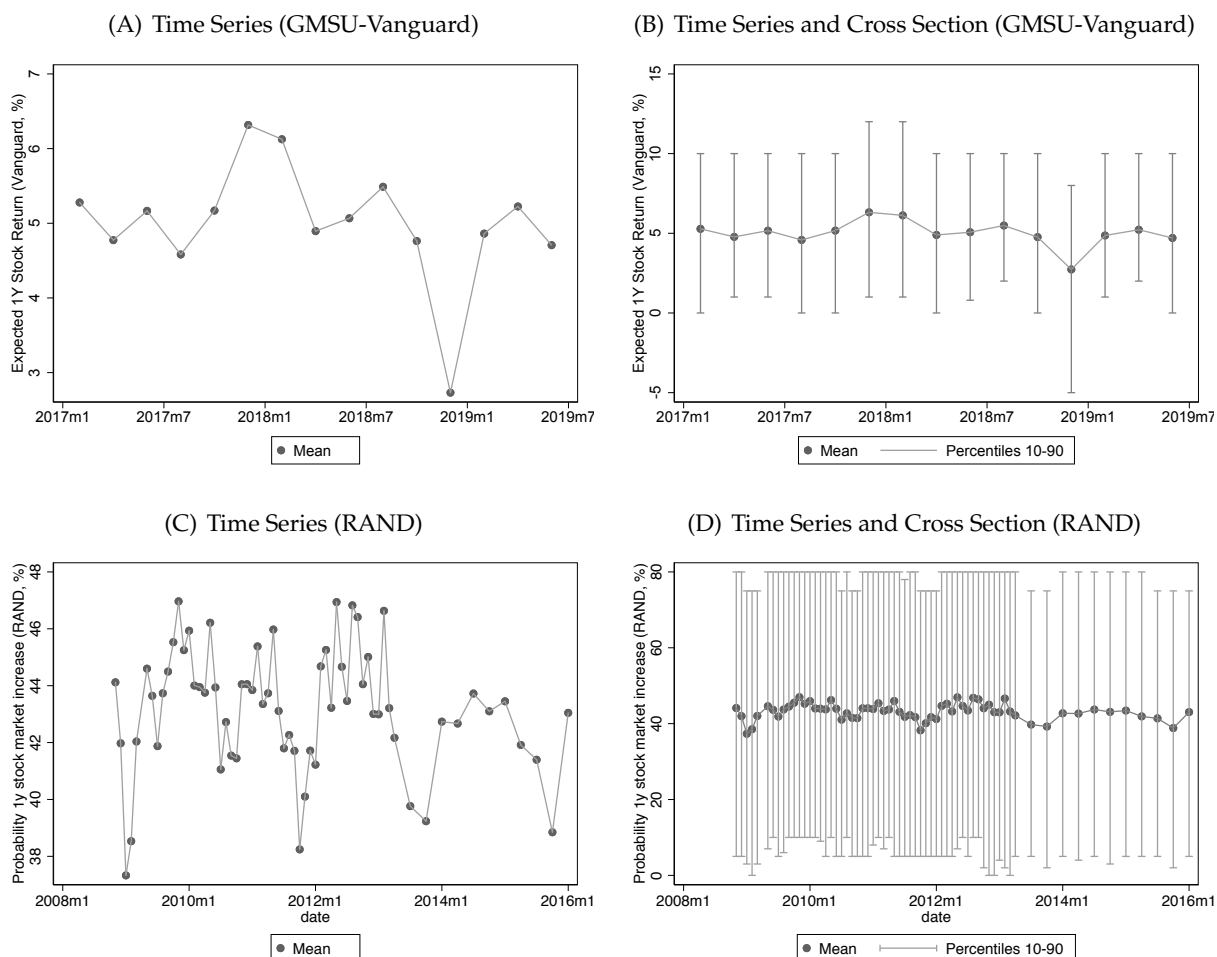 (A) Time Series (GMSU-Vanguard)
Expected 1Y Stock Return (Vanguard, %)
7
6
5
4
3
2017m1 2017m7 2018m1 2018m7 2019m1 2019m7
Mean
(B) Time Series and Cross Section (GMSU-Vanguard)
Expected 1Y Stock Return (Vanguard, %)
15
10
5
0
-5
2017m1 2017m7 2018m1 2018m7 2019m1 2019m7
Mean Percentiles 10-90
(C) Time Series (RAND)
Probability 1y stock market increase (RAND, %)
48
46
44
42
40
38
2008m1 2010m1 2012m1 2014m1 2016m1
date
Mean
(D) Time Series and Cross Section (RAND)
Probability 1y stock market increase (RAND, %)
80
60
40
20
0
2008m1 2010m1 2012m1 2014m1 2016m1
date
Mean Percentiles 10-90